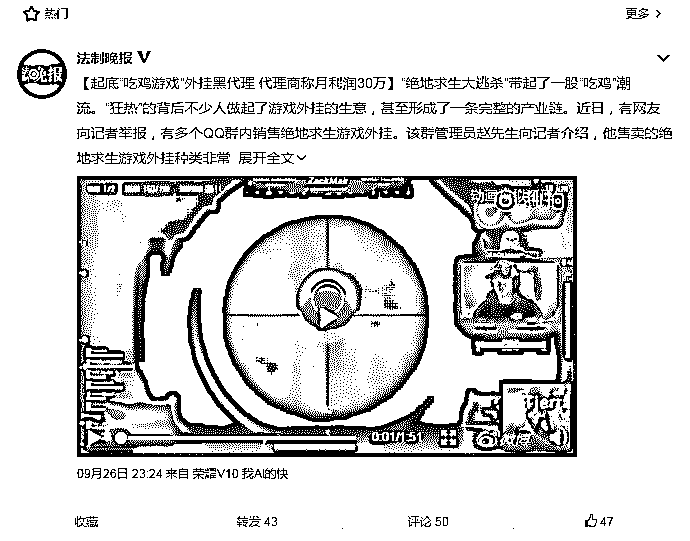 热门
更多 >
法制晚报 V
【起底“吃鸡游戏”外挂黑代理 代理商称月利润30万】“绝地求生大逃杀”带起了一股“吃鸡”潮
流。“狂热”的背后不少人做起了游戏外挂的生意，甚至形成了一条完整的产业链。近日，有网友
向记者举报，有多个QQ群内销售绝地求生游戏外挂。该群管理员赵先生向记者介绍，他售卖的绝
地求生游戏外挂种类非常 展开全文
0:01/1:51
09月26日 23:24 来自 荣耀V10 我AI的快
收藏
转发 43
评论 50
47